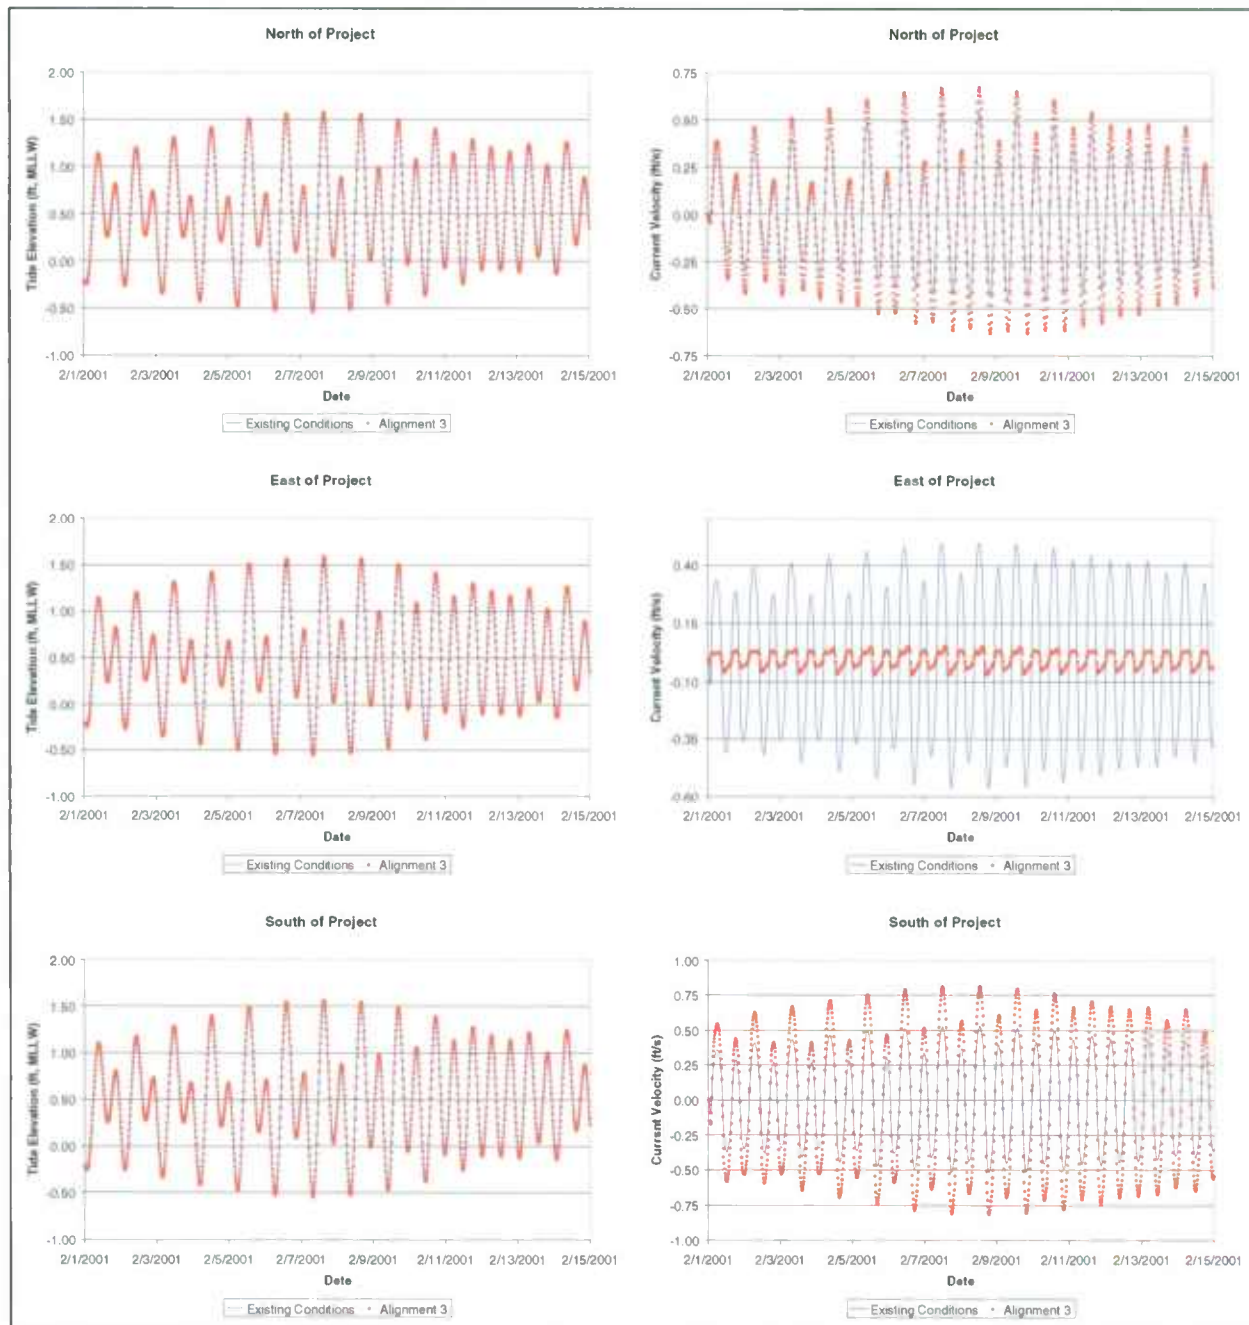 North of Project
2.00
1.50
1.00
0.50
0.00
-0.50
-1.00
Tide Elevation (ft, MLLW)
2/1/2001 2/3/2001 2/5/2001 2/7/2001 2/9/2001 2/11/2001 2/13/2001 2/15/2001
Date
Existing Conditions Alignment 3
North of Project
0.75
0.50
0.25
0.00
-0.25
-0.50
-0.75
Current Velocity (ft/s)
2/1/2001 2/3/2001 2/5/2001 2/7/2001 2/9/2001 2/11/2001 2/13/2001 2/15/2001
Date
Existing Conditions Alignment 3
East of Project
2.00
1.50
1.00
0.50
0.00
-0.50
-1.00
Tide Elevation (ft, MLLW)
2/1/2001 2/3/2001 2/5/2001 2/7/2001 2/9/2001 2/11/2001 2/13/2001 2/15/2001
Date
Existing Conditions Alignment 3
East of Project
0.40
-0.10
-0.60
Current Velocity (ft/s)
2/1/2001 2/3/2001 2/5/2001 2/7/2001 2/9/2001 2/11/2001 2/13/2001 2/15/2001
Date
Existing Conditions Alignment 3
South of Project
2.00
1.50
1.00
0.50
0.00
-0.50
-1.00
Tide Elevation (ft, MLLW)
2/1/2001 2/3/2001 2/5/2001 2/7/2001 2/9/2001 2/11/2001 2/13/2001 2/15/2001
Date
Existing Conditions Alignment 3
South of Project
1.00
0.75
0.50
0.25
0.00
-0.25
-0.50
-0.75
-1.00
Current Velocity (ft/s)
2/1/2001 2/3/2001 2/5/2001 2/7/2001 2/9/2001 2/11/2001 2/13/2001 2/15/2001
Date
Existing Conditions Alignment 3